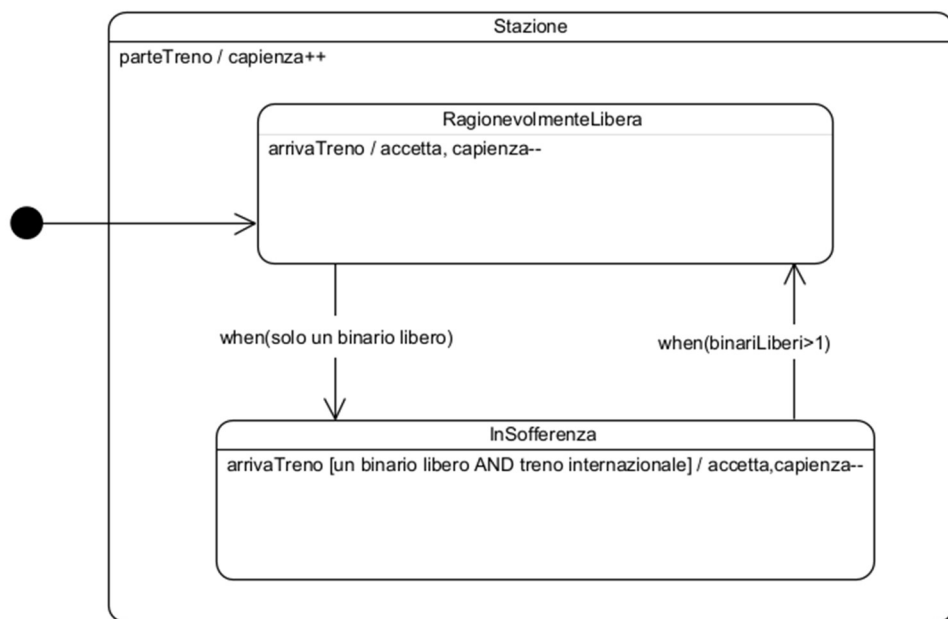 Stazione
parteTreno / capienza++
RagionevolmenteLibera
arrivaTreno / accetta, capienza--
when(solo un binario libero)
when(binariLiberi>1)
InSofferenza
arrivaTreno [un binario libero AND treno internazionale] / accetta,capienza--